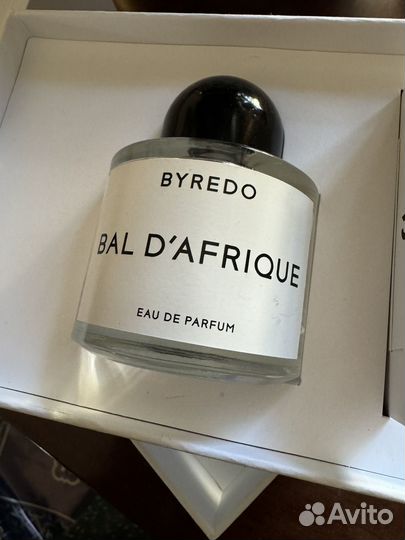 BYREDO
BAL D'AFRIQUE
EAU DE PARFUM
Avito